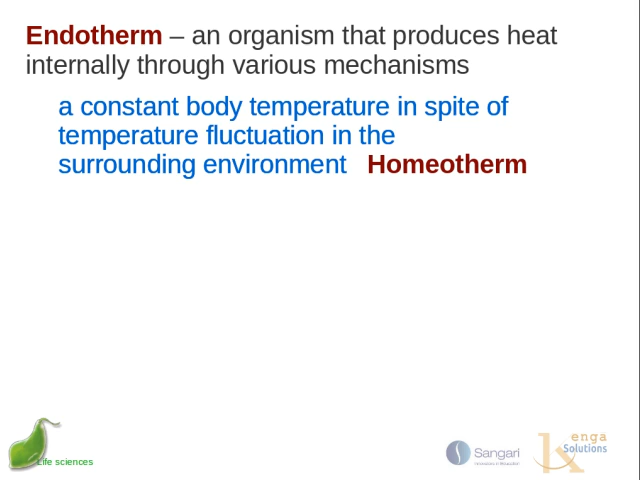 Endotherm – an organism that produces heat
internally through various mechanisms
a constant body temperature in spite of
temperature fluctuation in the
surrounding environment Homeotherm
Life sciences
Sangari
enga
Solutions